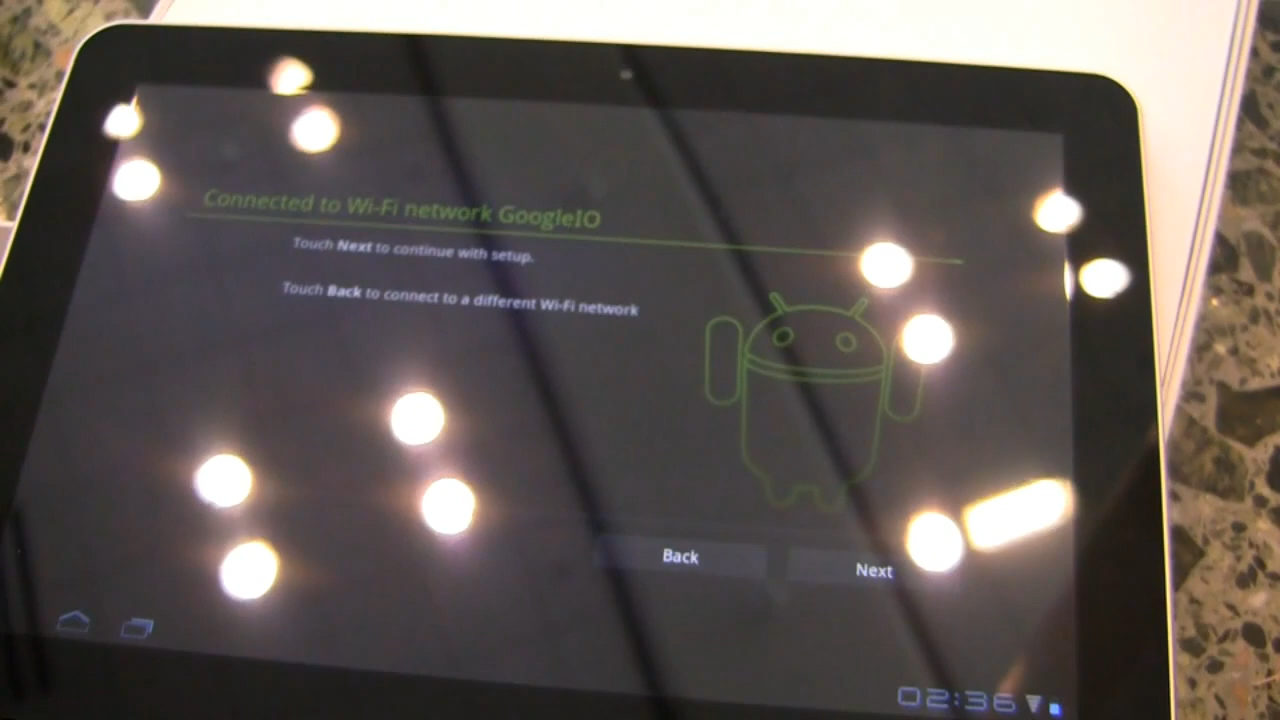 Connected to Wi-Fi network GoogleIO
Touch Next to continue with setup.
Touch Back to connect to a different Wi-Fi network
Back
Next
02:36